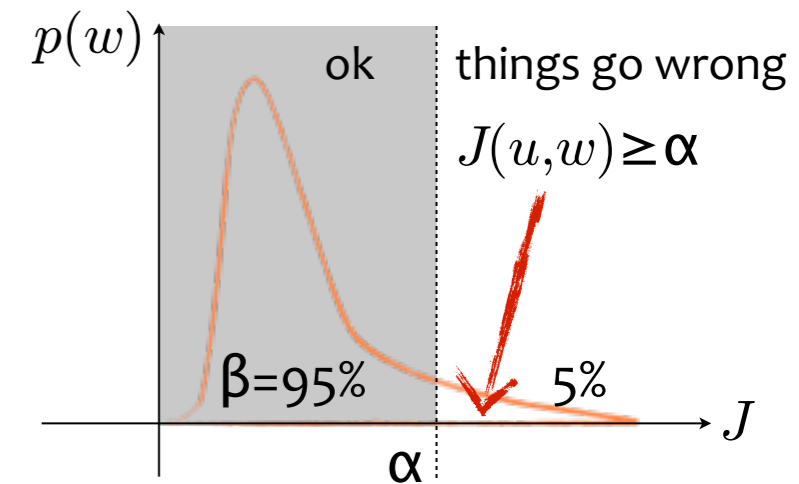 p(w)
ok
things go wrong
J(u,w)≥α
β=95%
5%
J
α